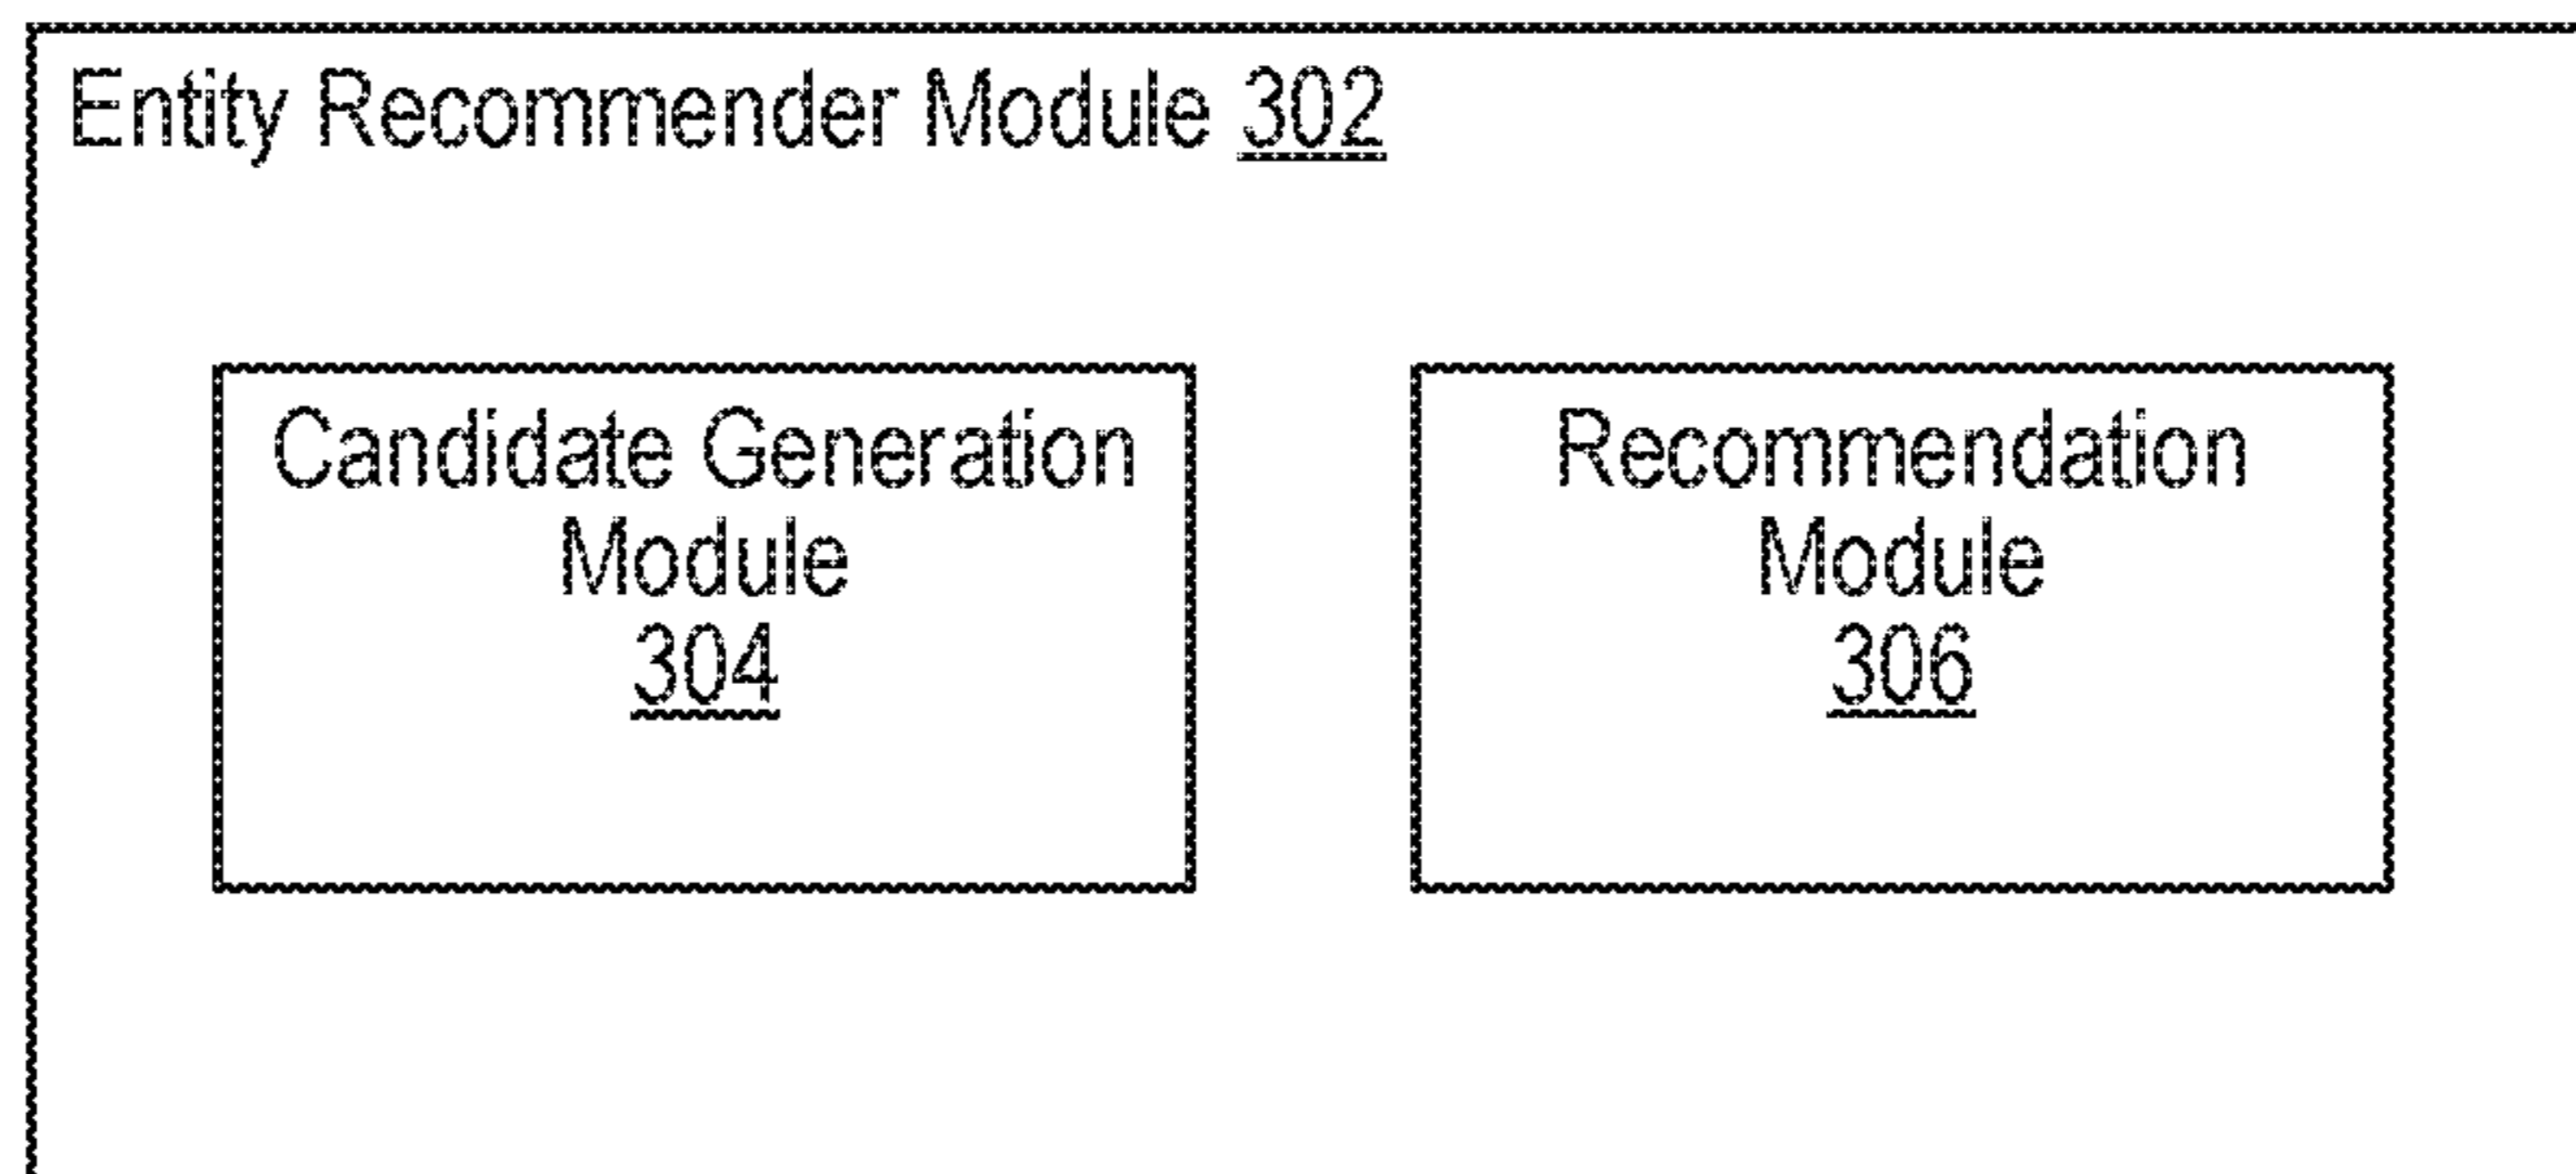 Entity Recommender Module 302
Candidate Generation
Module
304
Recommendation
Module
306